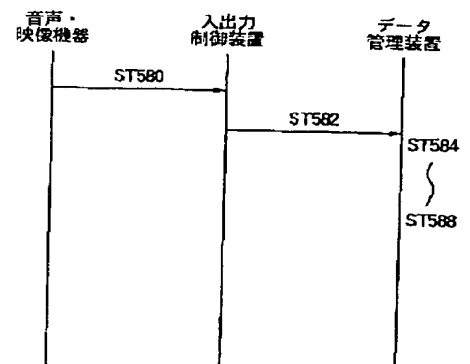 音声・
映像機器
入出力
制御装置
データ
管理装置
ST580
ST582
ST584
ST588